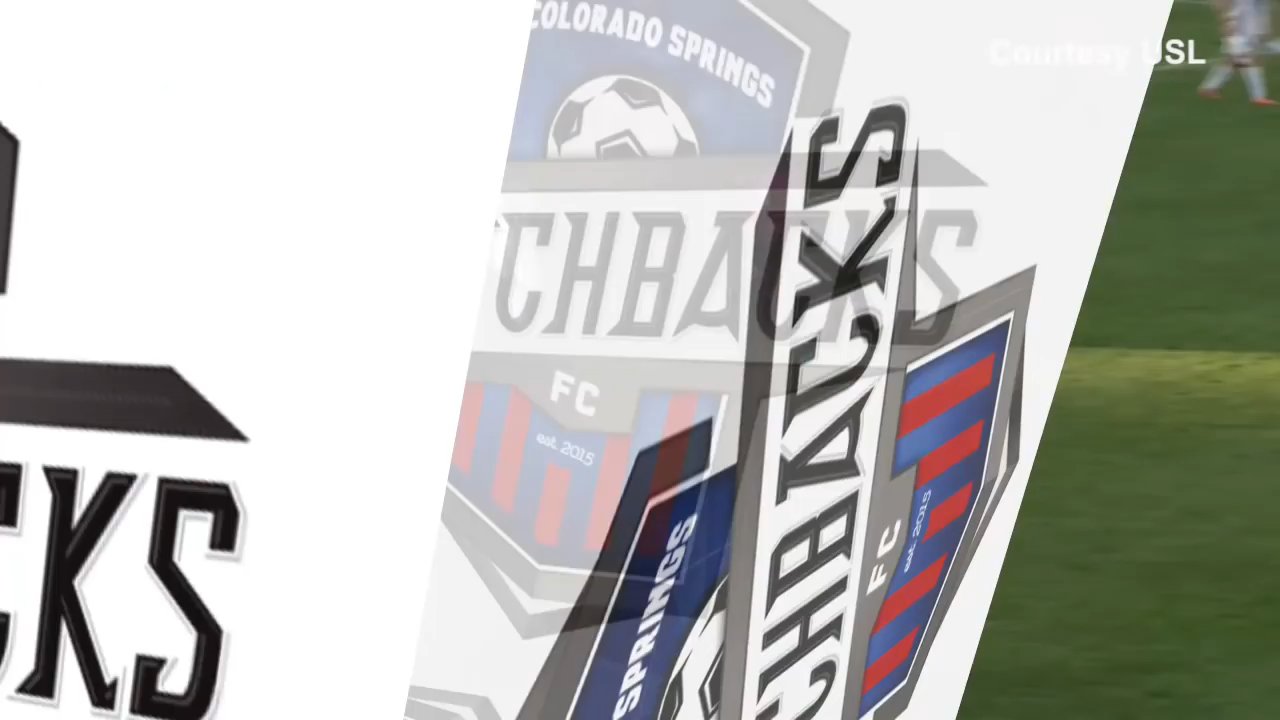 Courtesy USL
COLORADO SPRINGS
CHBACKS
FC
est. 2015
CKS
SPRINGS
CHBACKS
FC
est. 2015